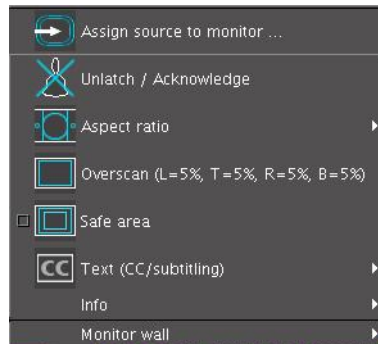 Assign source to monitor ...
Unlatch / Acknowledge
Aspect ratio
Overscan (L=5%, T=5%, R=5%, B=5%)
Safe area
CC Text (CC/subtitling)
Info
Monitor wall